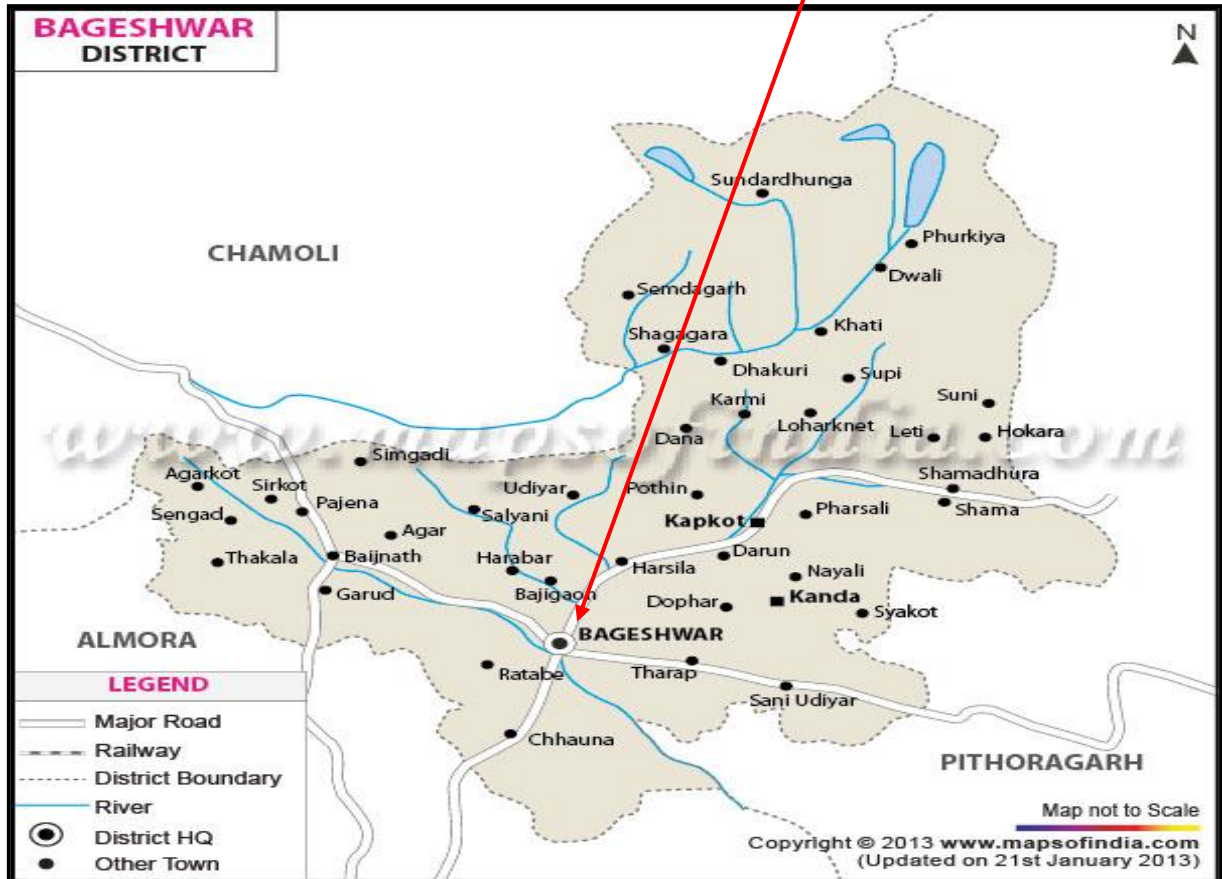 BAGESHWAR
DISTRICT
N
Sundardhunga
Phurkiya
CHAMOLI
Dwali
Semdagarh
Khati
Shagagara
Dhakuri
Supi
Karmi
Suni
Loharknet
Dana
Leti
Hokara
www.mapsofindia.com
Simgadi
Agarkot
Sirkot
Udiyar
Pothin
Shamadhura
Pajena
Salyani
Shama
Sengad
Kapkot
Pharsali
Agar
Thakala
Baijnath
Harabar
Harsila
Darun
Nayali
Garud
Bajigaon
Dophar
Kanda
Syakot
ALMORA
BAGESHWAR
Ratabe
Tharap
Sani Udiyar
LEGEND
Major Road
Chhauna
Railway
PITHORAGARH
District Boundary
River
Map not to Scale
District HQ
Copyright © 2013 www.mapsofindia.com
Other Town
(Updated on 21st January 2013)